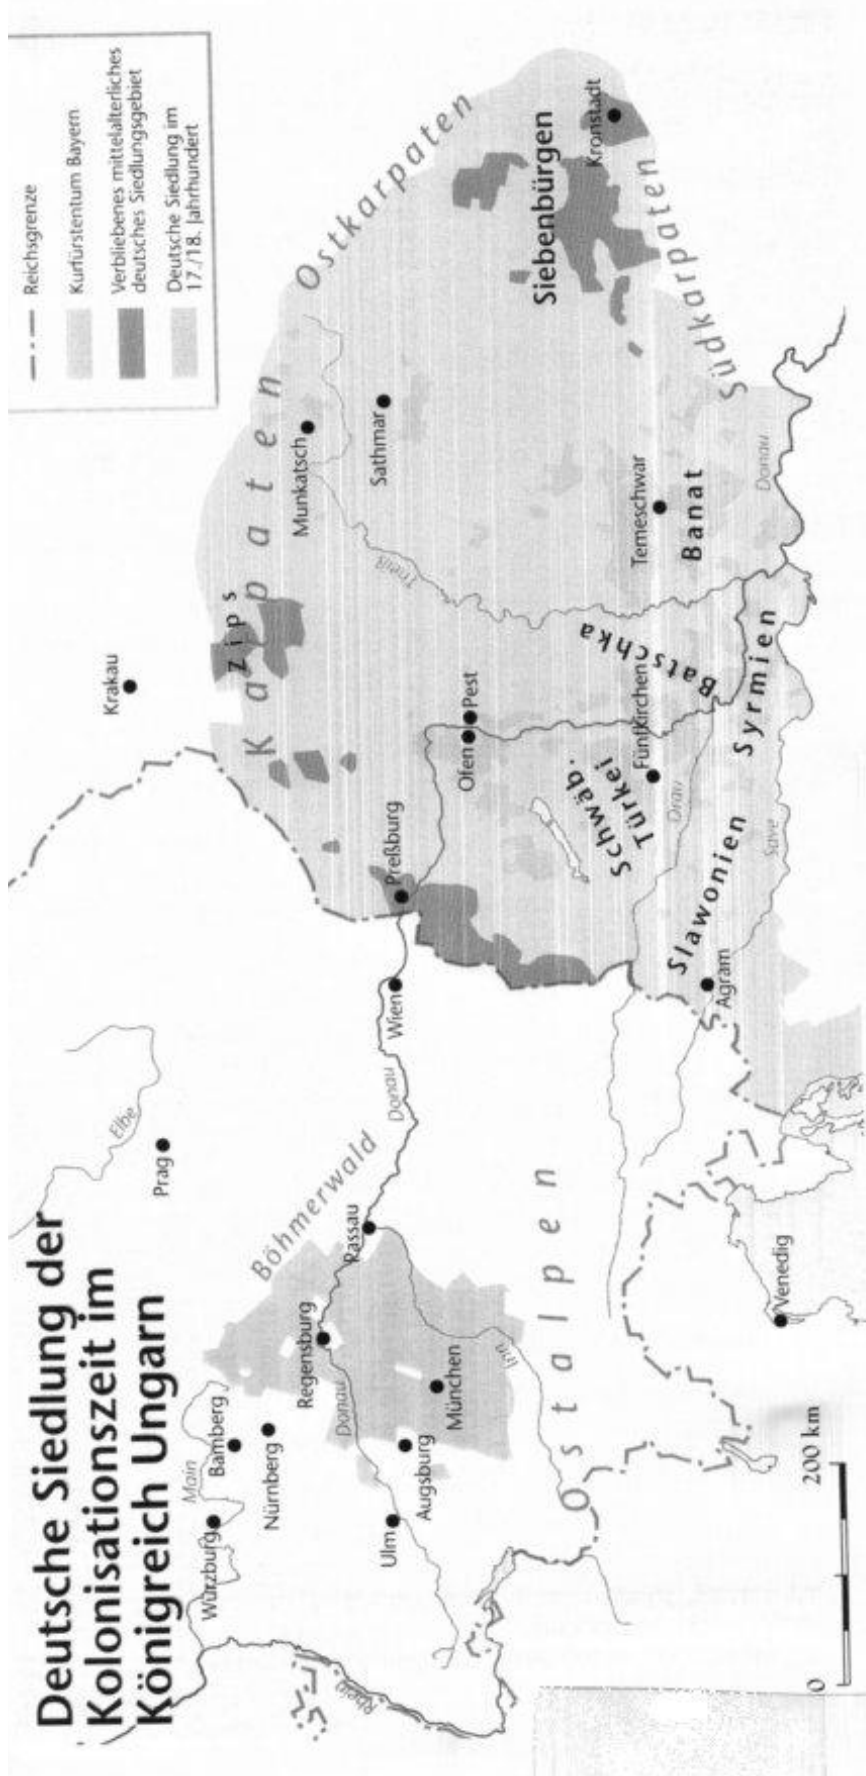 Deutsche Siedlung der
Kolonisationszeit im
Königreich Ungarn
Reichsgrenze
Kurfürstentum Bayern
Verbliebenes mittelalterliches
deutsches Siedlungsgebiet
Deutsche Siedlung im
17./18. Jahrhundert
Elbe
Prag
Krakau
Main
Würzburg
Bamberg
Nürnberg
Böhmerwald
Regensburg
Donau
Passau
Donau
Wien
Preßburg
Karpaten
Zips
Munkatsch
Ostkarpaten
Sathmar
Theiß
Rhein
Ulm
Augsburg
München
Inn
Ostalpen
Ofen
Pest
Schwäb.
Türkei
Fünfkirchen
Drau
Batschka
Temeschwar
Banat
Siebenbürgen
Kronstadt
Südkarpaten
Donau
Slawonien
Agram
Save
Syrmien
Venedig
0
200 km